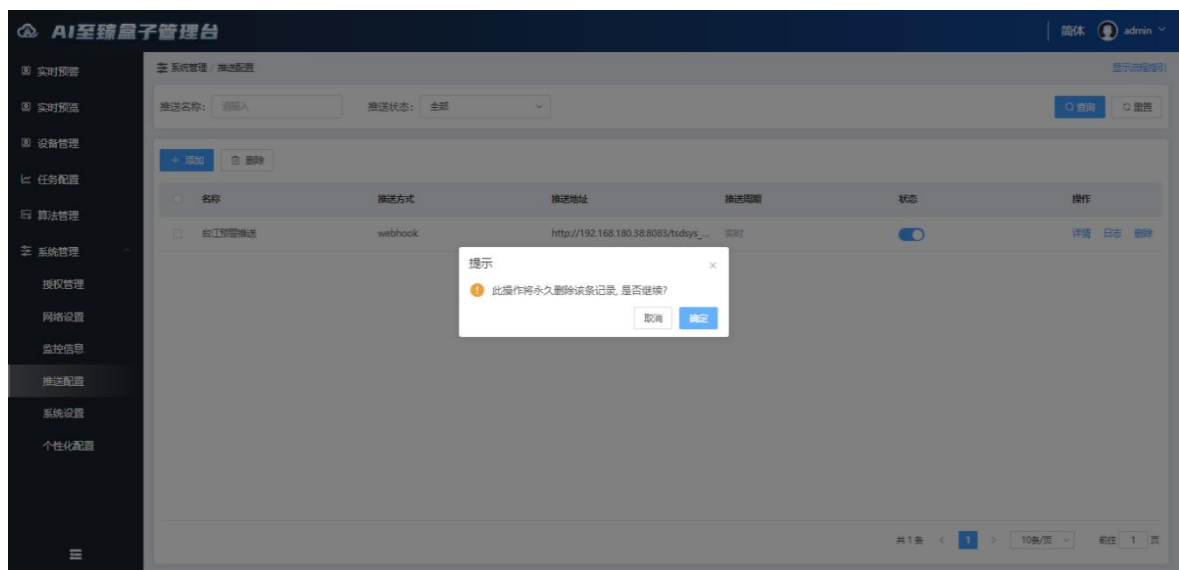 AI至臻盒子管理台
简体 admin
实时预警
实时预览
设备管理
任务配置
算法管理
系统管理
授权管理
网络设置
监控信息
推送配置
系统设置
个性化配置
系统管理 / 推送配置 显示流程指引
推送名称: 请输入 推送状态: 全部 查询 重置
+ 添加 删除
名称 推送方式 推送地址 推送周期 状态 操作
台江预警推送 webhook http://192.168.180.38:8083/tsdsys_... 实时 详情 日志 删除
提示 ×
此操作将永久删除该条记录, 是否继续?
取消 确定
共1条 < 1 > 10条/页 前往 1 页